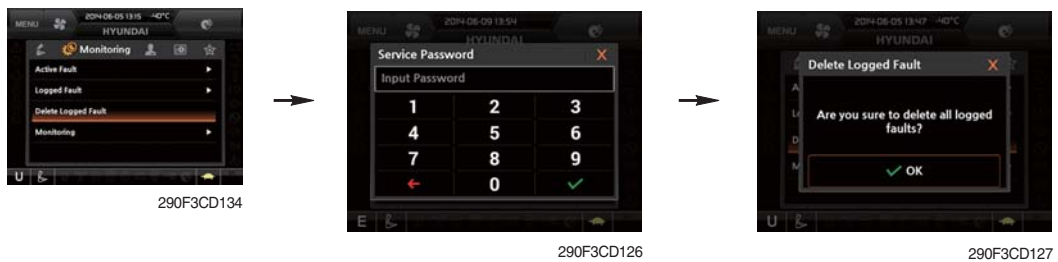 MENU
2014-06-05 13:15 -40°C
HYUNDAI
Monitoring
Active Fault
Logged Fault
Delete Logged Fault
Monitoring
U
290F3CD134
MENU
2014-06-09 13:54
HYUNDAI
Service Password X
Input Password
1 2 3
4 5 6
7 8 9
0
E
290F3CD126
MENU
2014-06-05 13:47 -40°C
HYUNDAI
Delete Logged Fault X
Are you sure to delete all logged
faults?
OK
U
290F3CD127